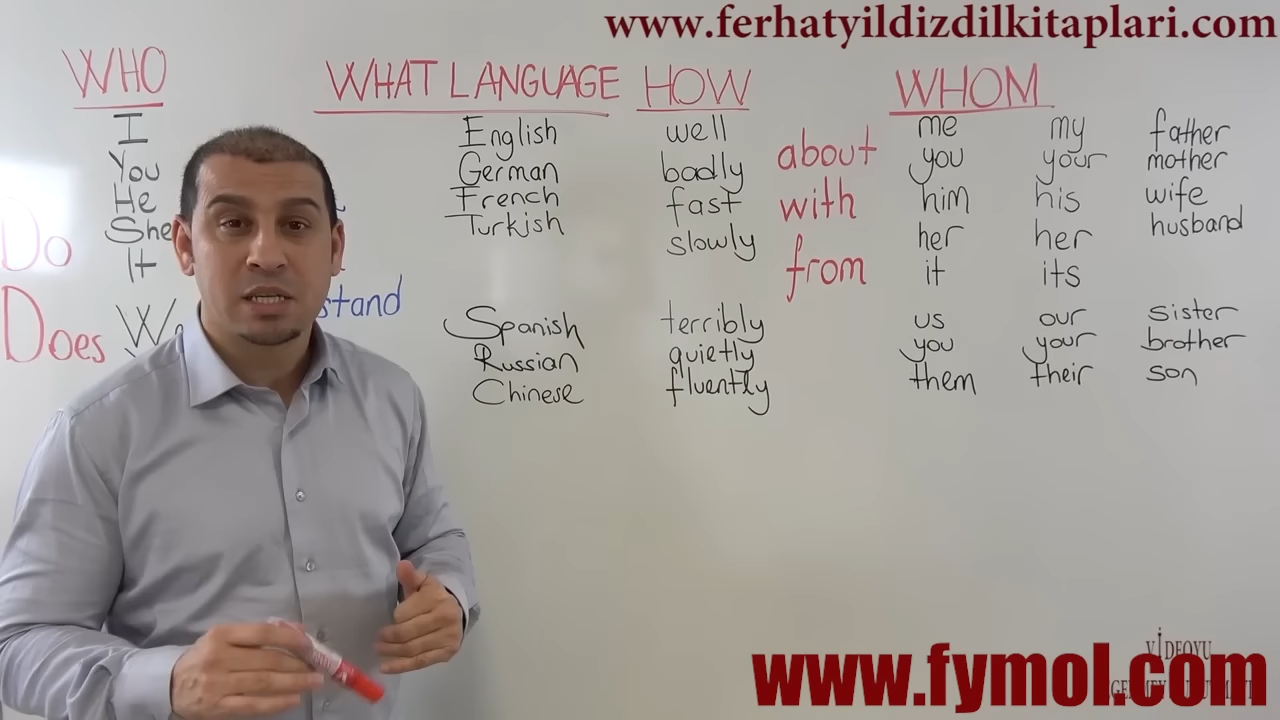 www.ferhatyildizdilkitaplari.com
WHO WHAT LANGUAGE HOW WHOM
I English well about me my father
You German badly you your mother
He French fast with him his wife
She Turkish slowly her her husband
Do It from it its
Does We stand Spanish terribly us our sister
Russian quietly you your brother
Chinese fluently them their son
VİDEOYU
www.fymol.com